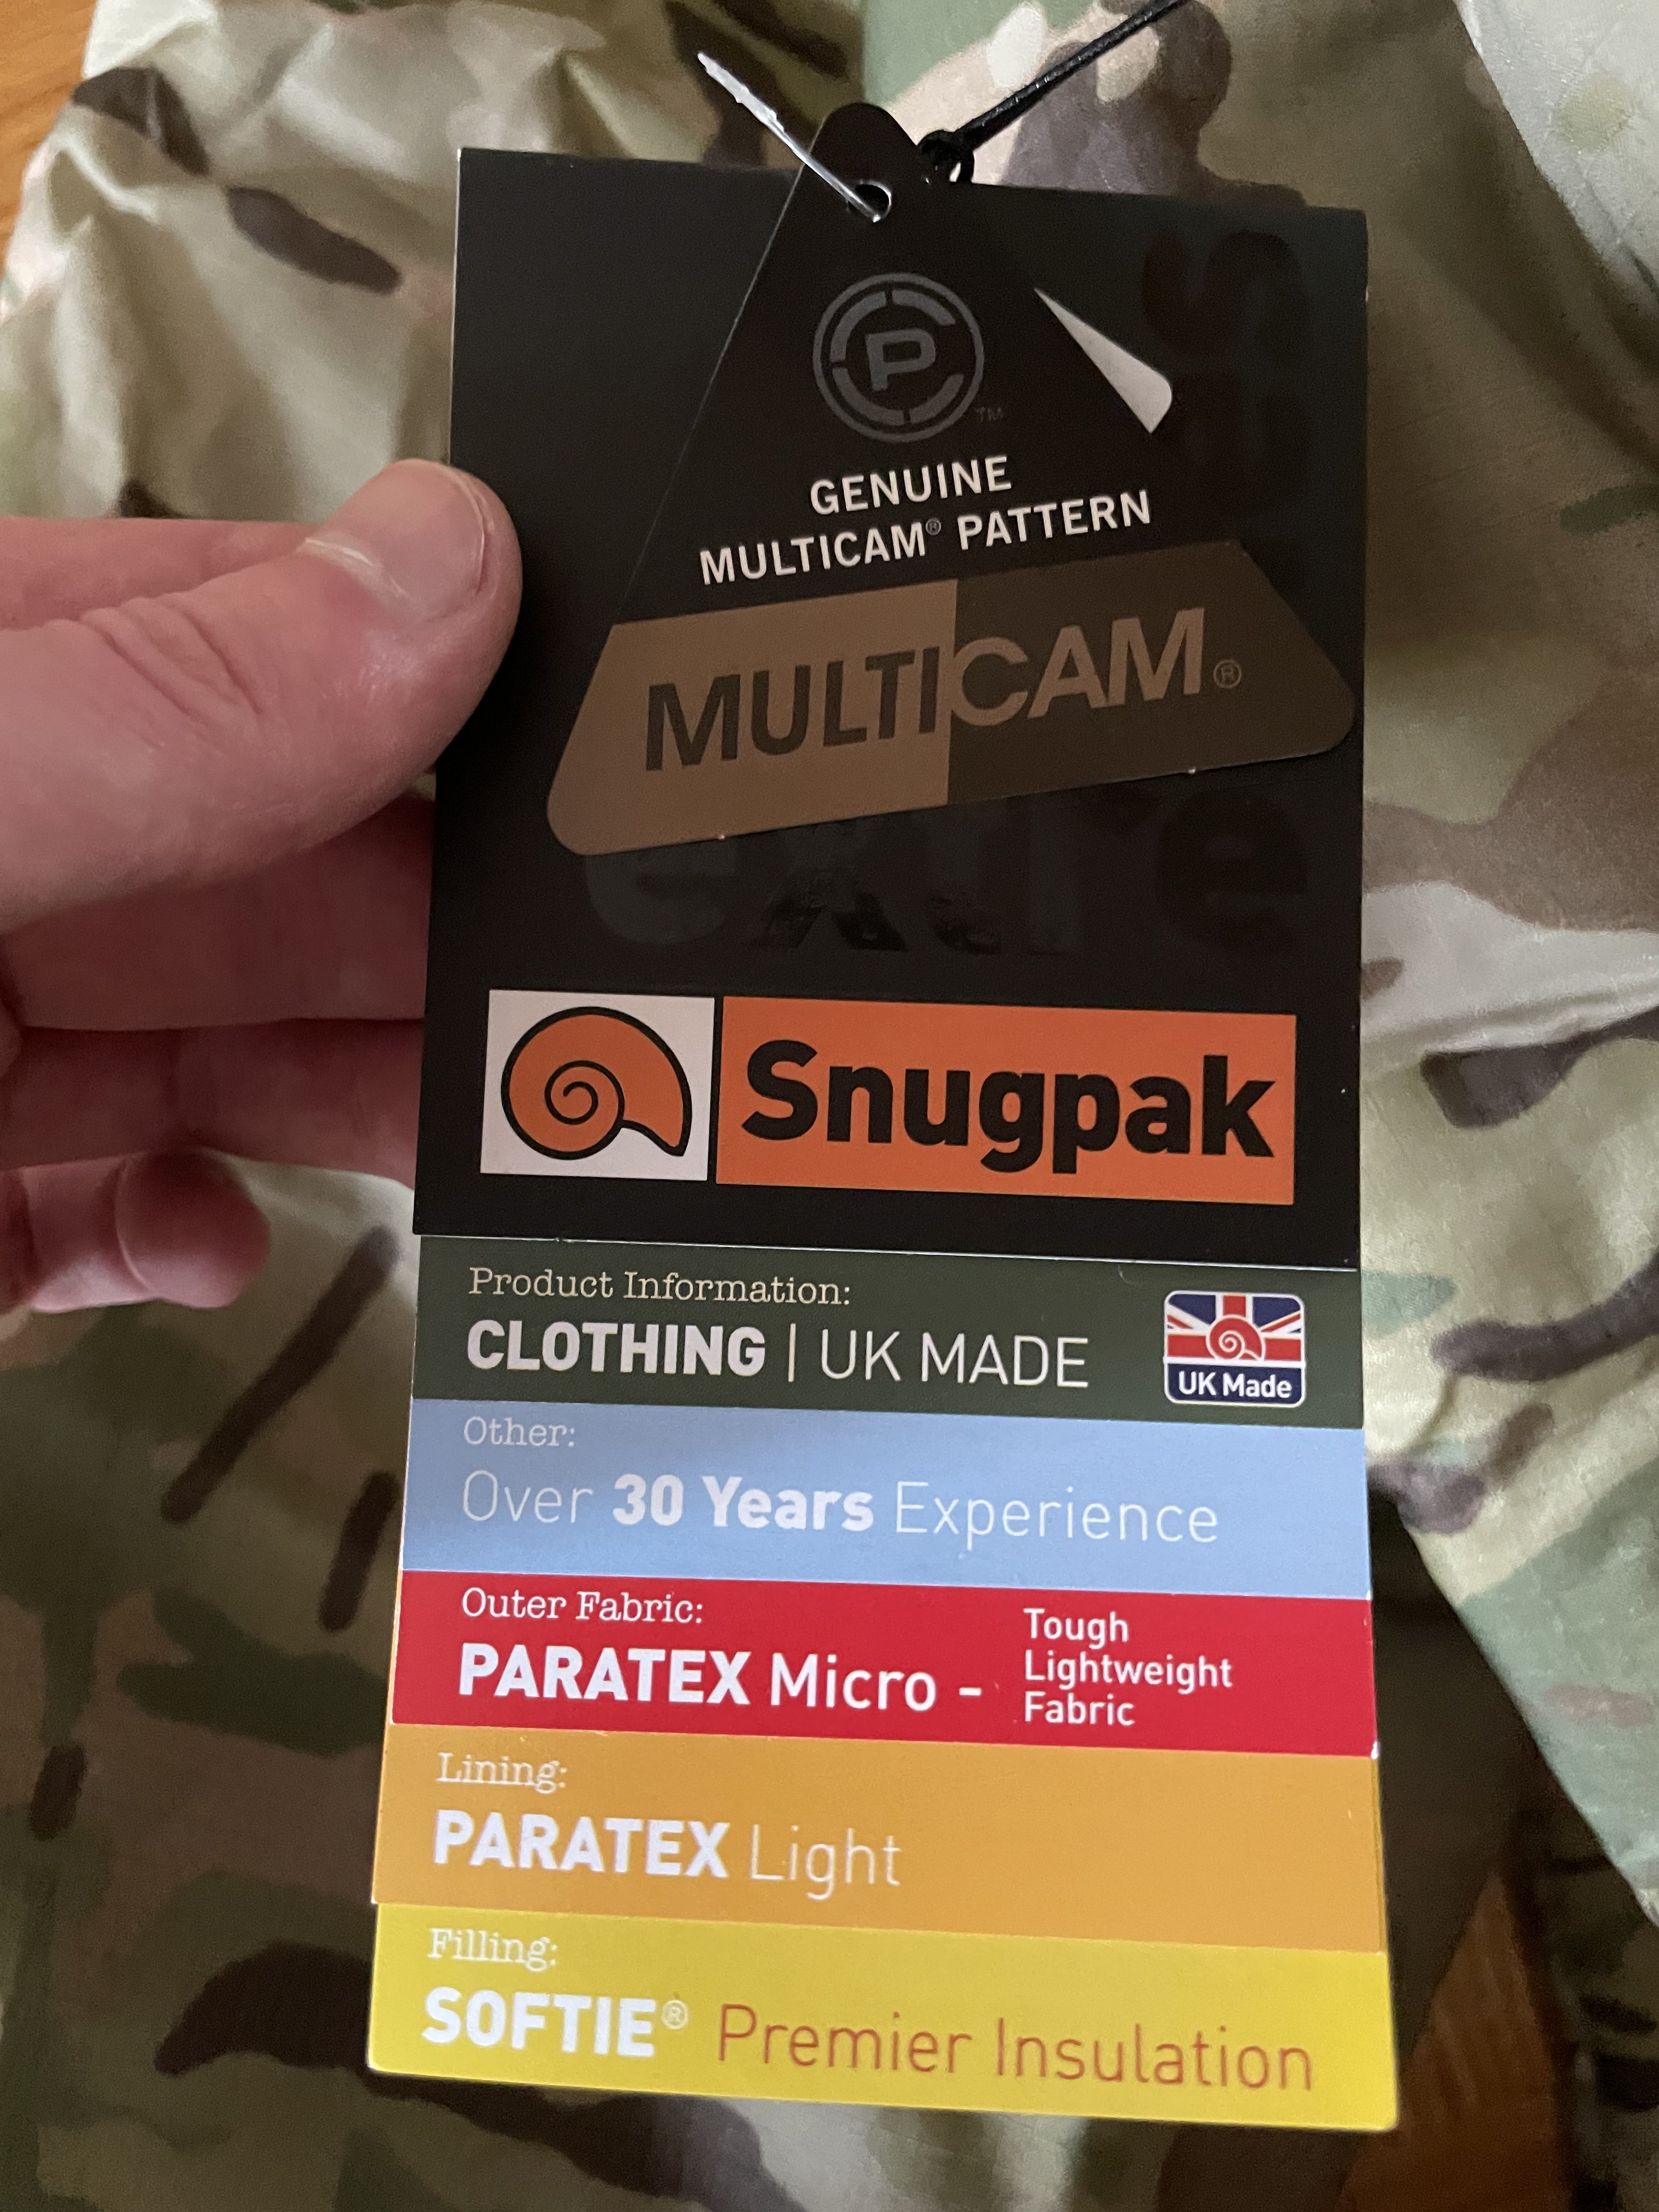 P
TM
GENUINE
MULTICAM® PATTERN
MULTICAM®
Snugpak
Product Information:
CLOTHING | UK MADE
UK Made
Other:
Over 30 Years Experience
Outer Fabric:
PARATEX Micro -
Tough
Lightweight
Fabric
Lining:
PARATEX Light
Filling:
SOFTIE® Premier Insulation